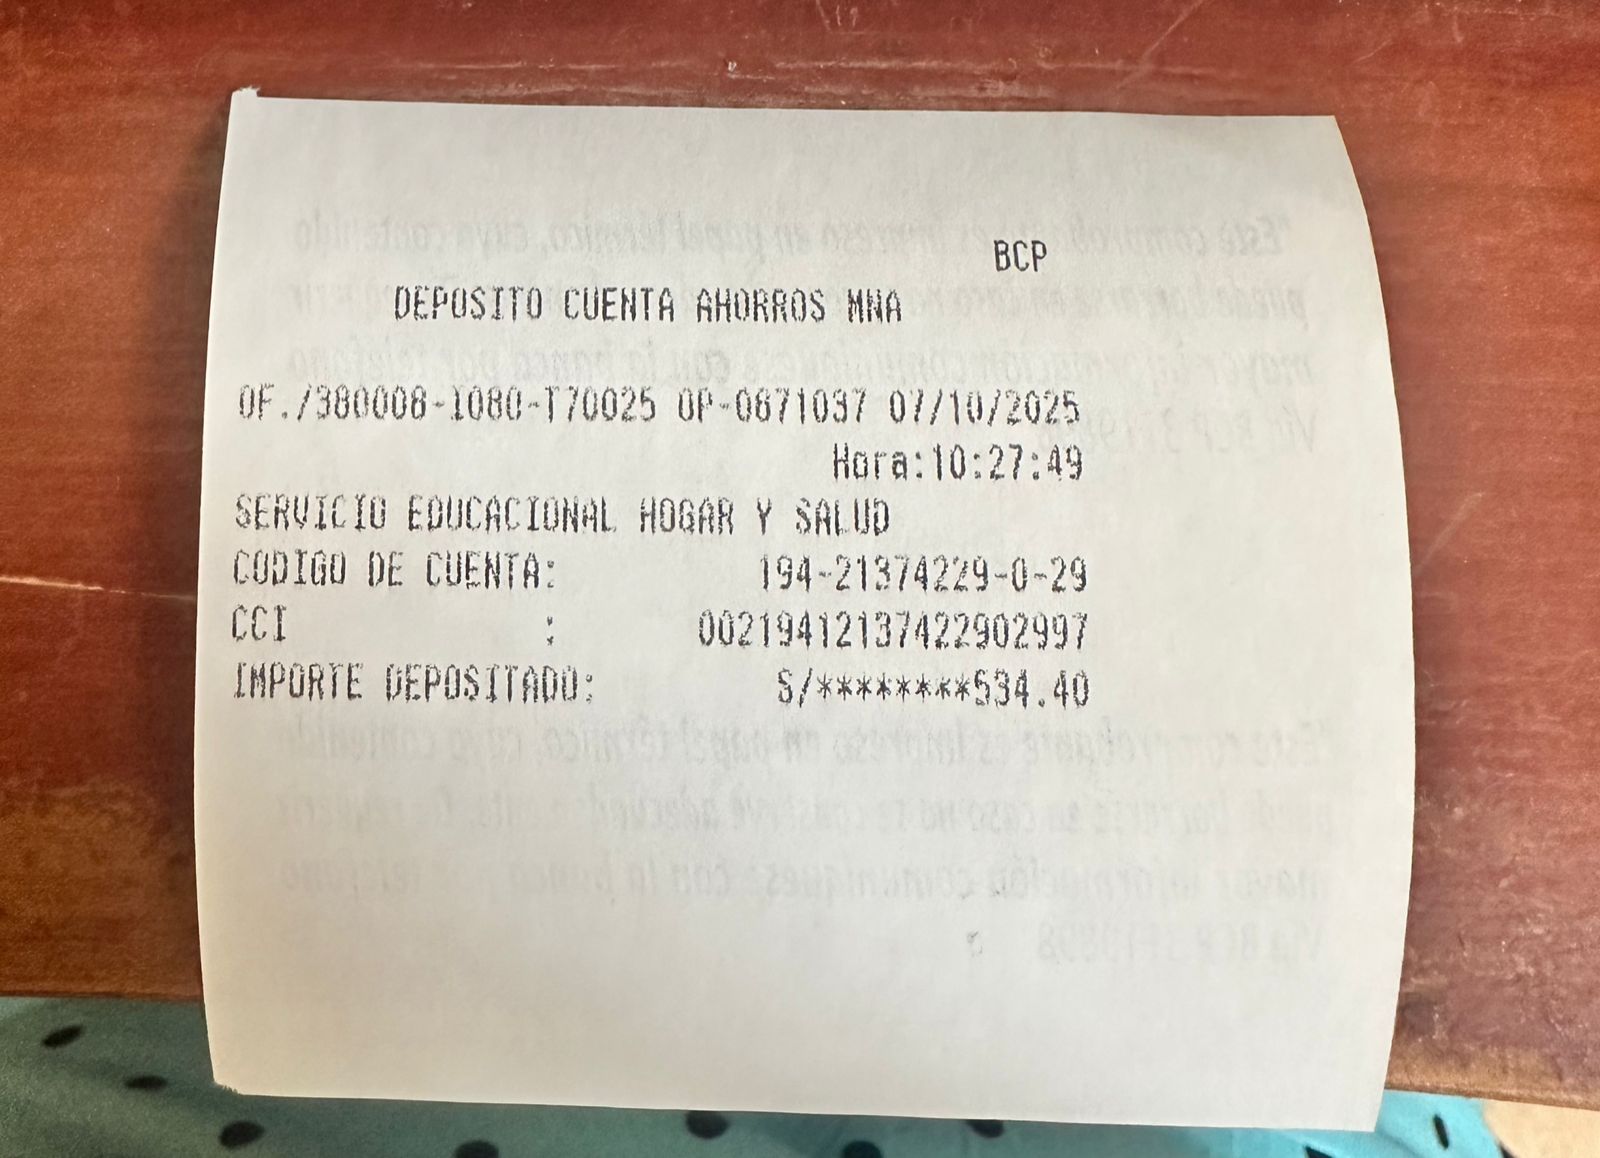 BCP
DEPOSITO CUENTA AHORROS MNA
OF./380008-1080-T70025 OP-0871037 07/10/2025
Hora:10:27:49
SERVICIO EDUCACIONAL HOGAR Y SALUD
CODIGO DE CUENTA: 194-21374229-0-29
CCI : 00219412137422902997
IMPORTE DEPOSITADO: S/********534.40